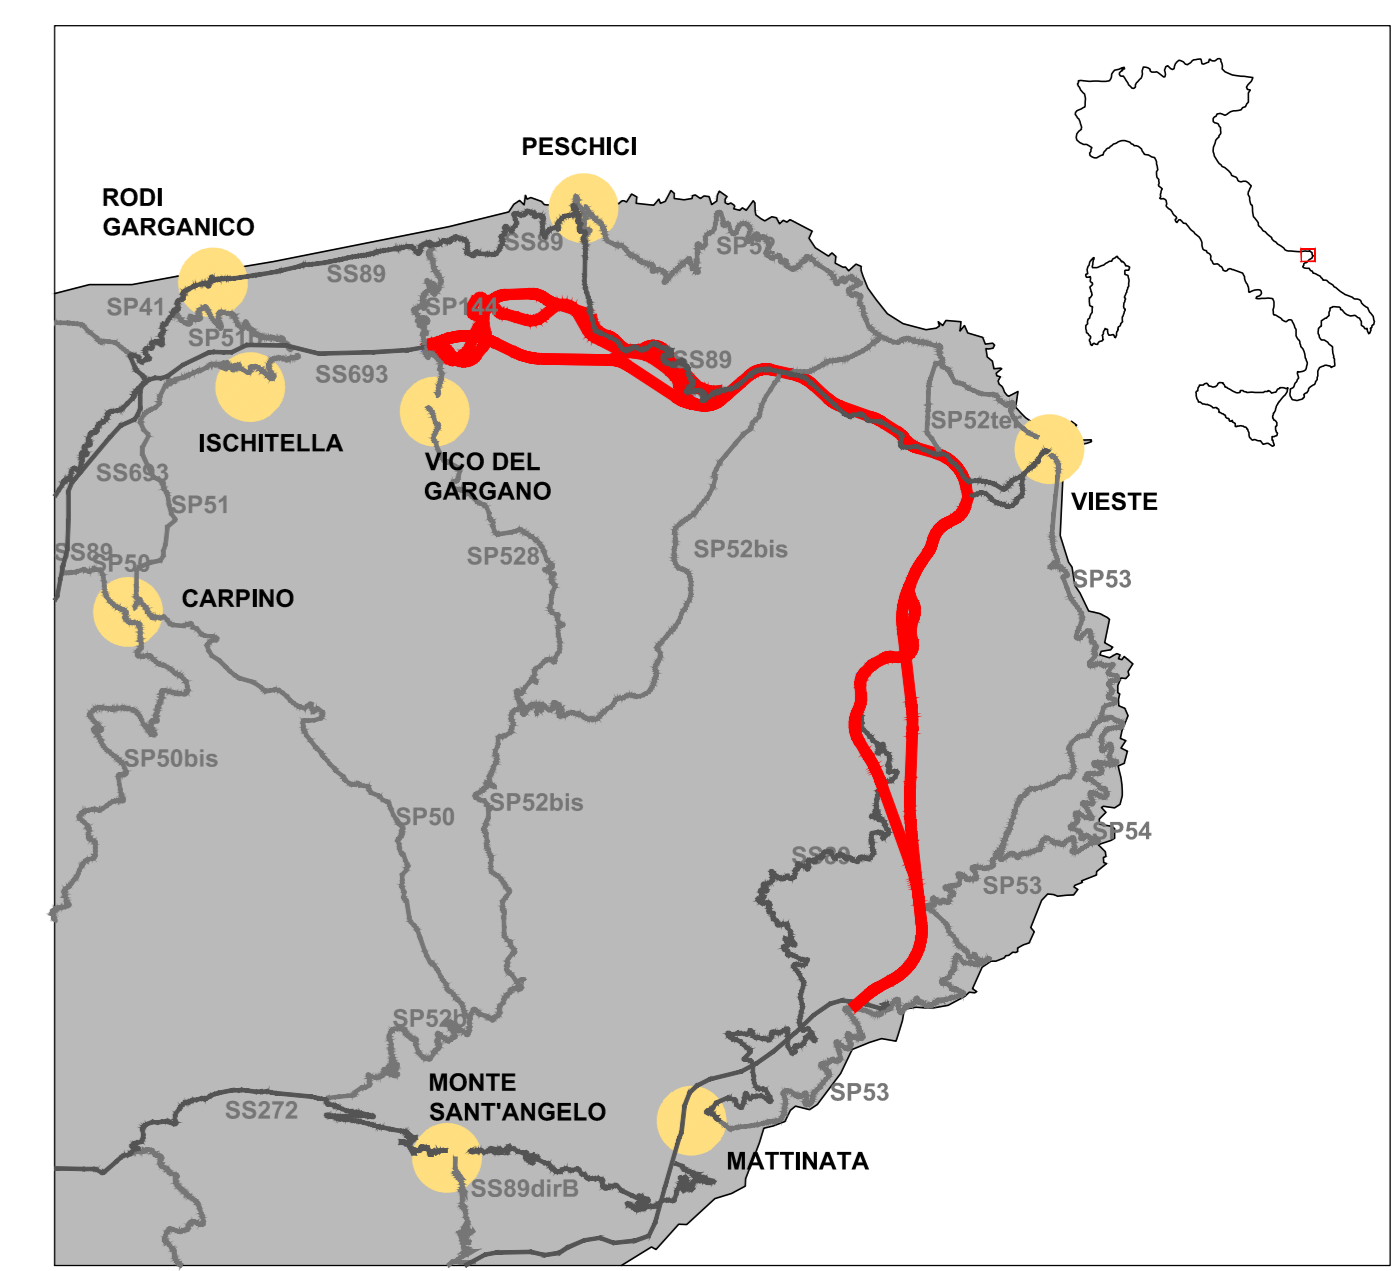 PESCHICI
RODI
GARGANICO
SS89
SP52
SS89
SP41
SP144
SP51b
SS89
SS693
SP52ter
ISCHITELLA
VICO DEL
GARGANO
SS693
VIESTE
SP51
SP52bis
SS89
SP50
SP528
SP53
CARPINO
SP50bis
SP52bis
SP50
SP54
SS89
SP53
SP52b
MONTE
SANT'ANGELO
SP53
SS272
MATTINATA
SS89dirB